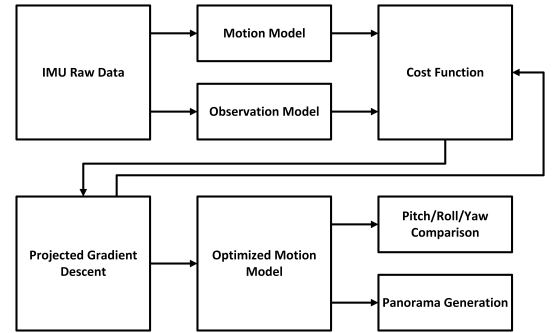 IMU Raw Data
Motion Model
Observation Model
Cost Function
Projected Gradient
Descent
Optimized Motion
Model
Pitch/Roll/Yaw
Comparison
Panorama Generation